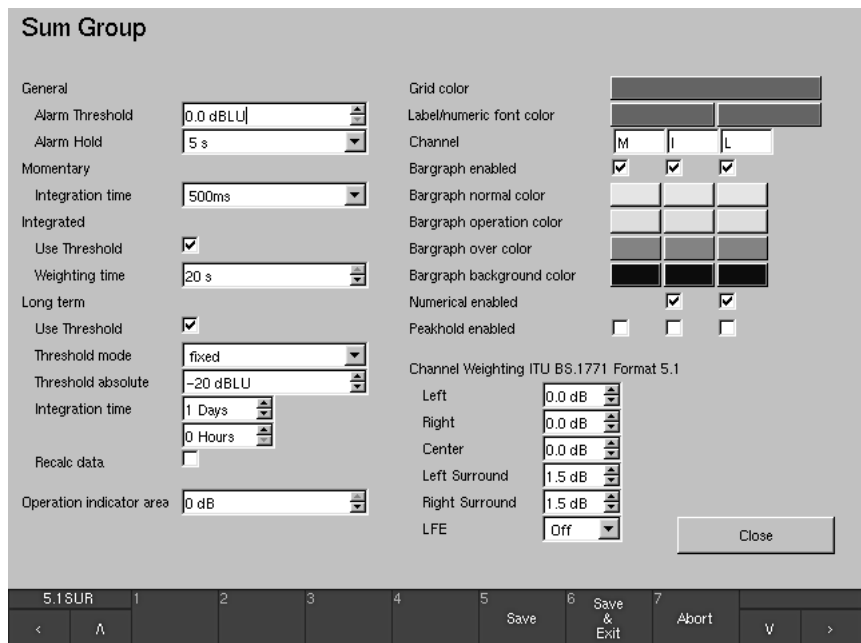 Sum Group
General
Alarm Threshold 0.0 dBLU
Alarm Hold 5 s
Momentary
Integration time 500ms
Integrated
Use Threshold
Weighting time 20 s
Long term
Use Threshold
Threshold mode fixed
Threshold absolute -20 dBLU
Integration time 1 Days
0 Hours
Recalc data
Operation indicator area 0 dB
Grid color
Label/numeric font color
Channel M I L
Bargraph enabled
Bargraph normal color
Bargraph operation color
Bargraph over color
Bargraph background color
Numerical enabled
Peakhold enabled
Channel Weighting ITU BS.1771 Format 5.1
Left 0.0 dB
Right 0.0 dB
Center 0.0 dB
Left Surround 1.5 dB
Right Surround 1.5 dB
LFE Off
Close
5.1SUR 1 2 3 4 5 6 7
Save
Save & Exit
Abort
< Λ V >